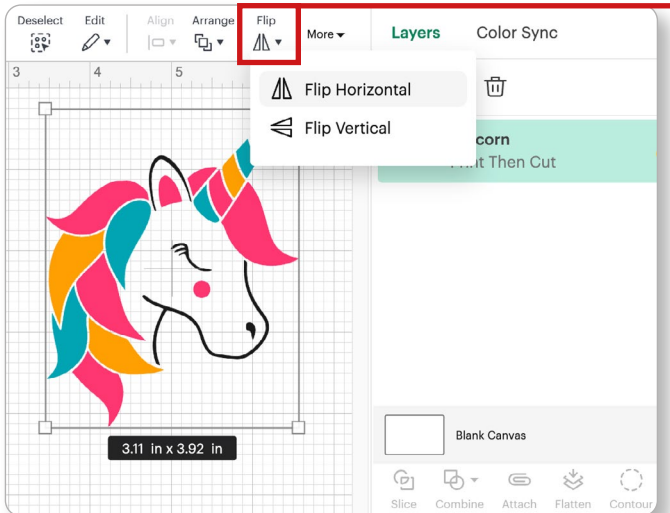 Deselect Edit Align Arrange Flip More Layers Color Sync
3 4 5
Flip Horizontal
Flip Vertical
corn
Print Then Cut
3.11 in x 3.92 in
Blank Canvas
Slice Combine Attach Flatten Contour